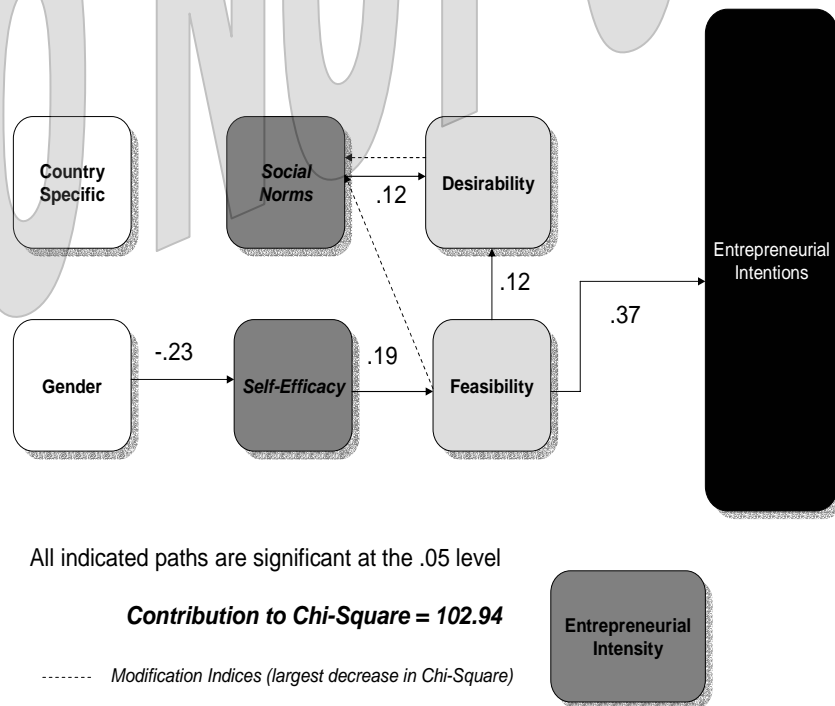 O NOT
Country
Specific
Social
Norms
.12
Desirability
Entrepreneurial
Intentions
.12
.37
Gender
-.23
Self-Efficacy
.19
Feasibility
All indicated paths are significant at the .05 level
Contribution to Chi-Square = 102.94
Entrepreneurial
Intensity
Modification Indices (largest decrease in Chi-Square)